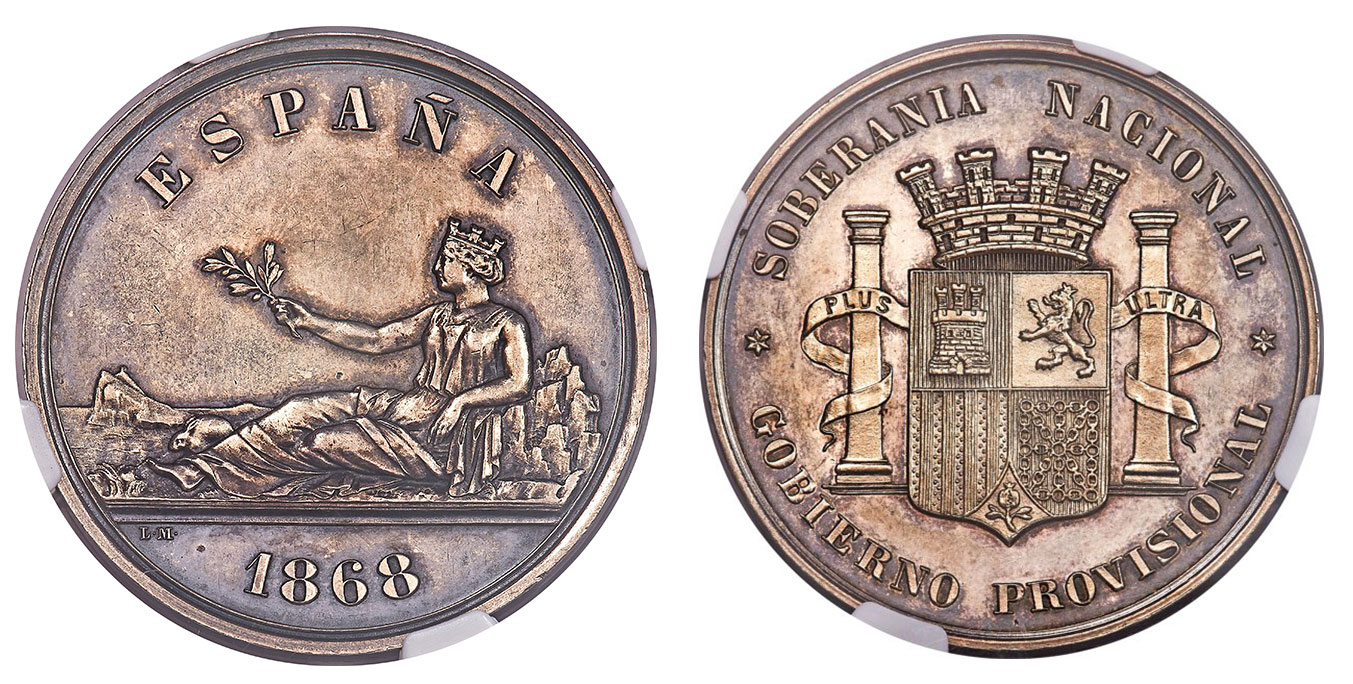 ESPAÑA
L·M·
1868
SOBERANIA NACIONAL
PLUS ULTRA
GOBIERNO PROVISIONAL